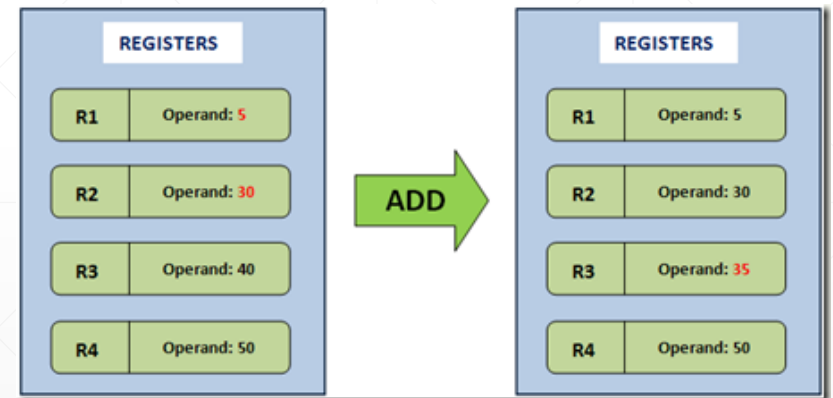 REGISTERS
R1 Operand: 5
R2 Operand: 30
R3 Operand: 40
R4 Operand: 50
ADD
REGISTERS
R1 Operand: 5
R2 Operand: 30
R3 Operand: 35
R4 Operand: 50